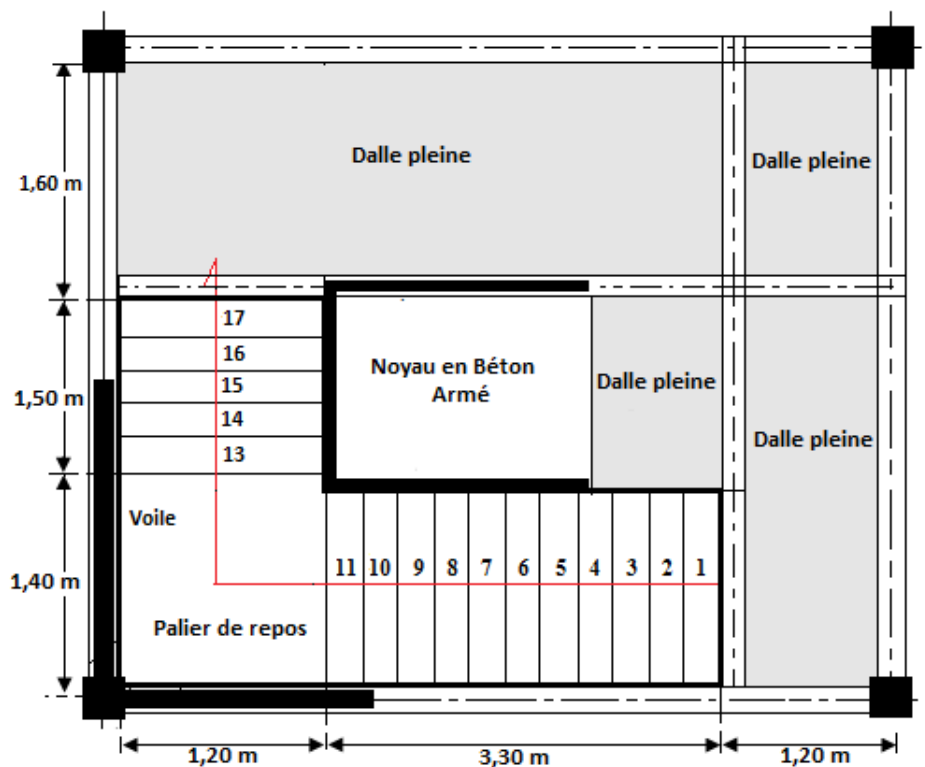 Dalle pleine
Dalle pleine
1,60 m
17
16
15
14
13
Noyau en Béton
Armé
Dalle pleine
Dalle pleine
1,50 m
Voile
11 10 9 8 7 6 5 4 3 2 1
1,40 m
Palier de repos
1,20 m
3,30 m
1,20 m